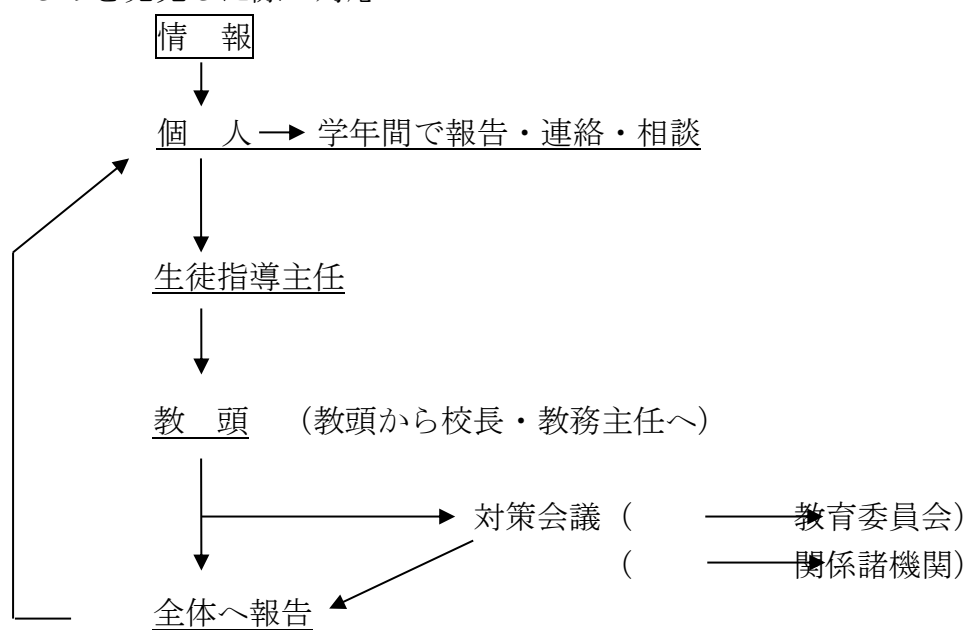 情　報
個　人 → 学年間で報告・連絡・相談
生徒指導主任
教　頭　（教頭から校長・教務主任へ）
対策会議（ → 教育委員会）
（ → 関係諸機関）
全体へ報告